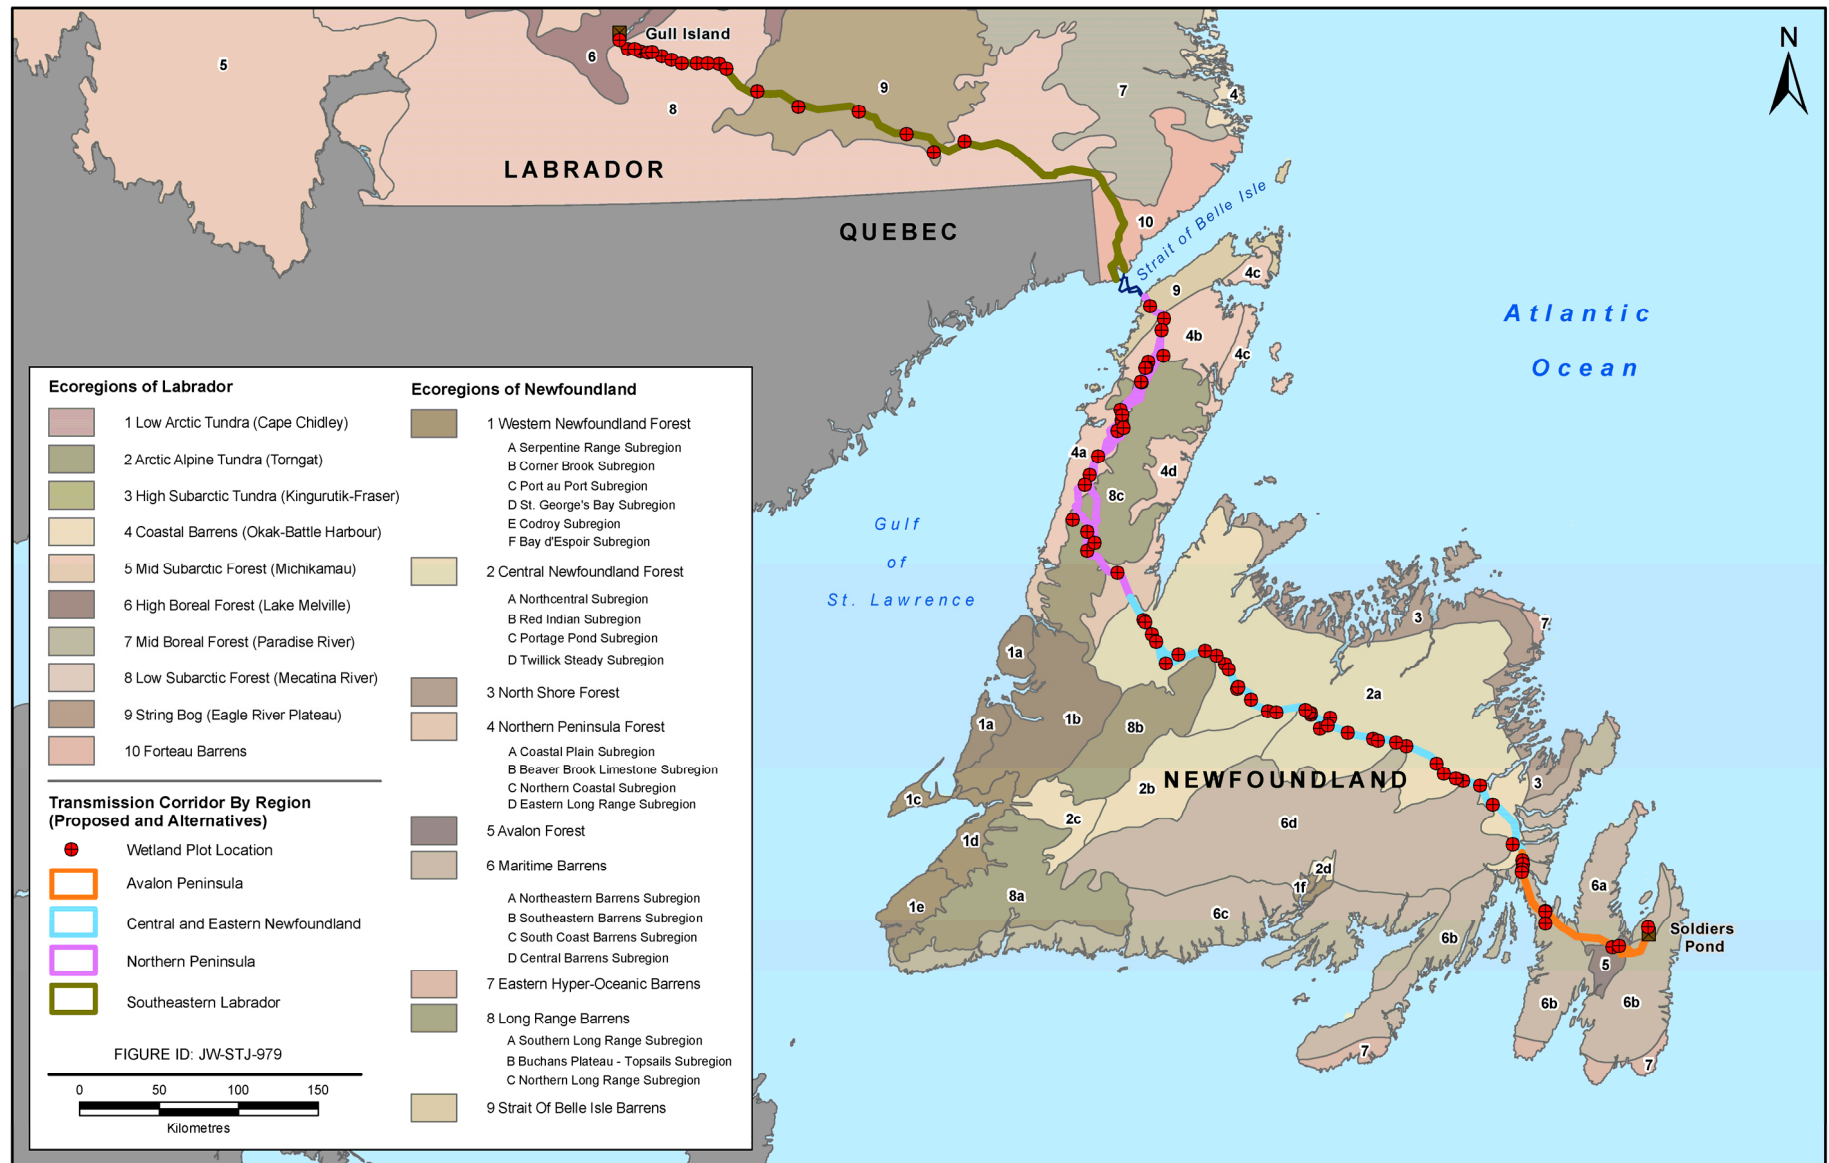 5
6
Gull Island
8
9
7
4
N
LABRADOR
10
QUEBEC
10
Strait of Belle Isle
4c
9
4b
4c
Atlantic
Ocean
4a
4d
8c
Gulf
of
St. Lawrence
3
7
1a
2a
1a
1b
8b
NEWFOUNDLAND
2b
3
1c
2c
6d
1d
2d
1f
6a
8a
1e
6c
6b
Soldiers
Pond
5
6b
6b
7
7
Ecoregions of Labrador
1 Low Arctic Tundra (Cape Chidley)
2 Arctic Alpine Tundra (Torngat)
3 High Subarctic Tundra (Kingurutik-Fraser)
4 Coastal Barrens (Okak-Battle Harbour)
5 Mid Subarctic Forest (Michikamau)
6 High Boreal Forest (Lake Melville)
7 Mid Boreal Forest (Paradise River)
8 Low Subarctic Forest (Mecatina River)
9 String Bog (Eagle River Plateau)
10 Forteau Barrens
Transmission Corridor By Region
(Proposed and Alternatives)
Wetland Plot Location
Avalon Peninsula
Central and Eastern Newfoundland
Northern Peninsula
Southeastern Labrador
FIGURE ID: JW-STJ-979
0 50 100 150
Kilometres
Ecoregions of Newfoundland
1 Western Newfoundland Forest
A Serpentine Range Subregion
B Corner Brook Subregion
C Port au Port Subregion
D St. George's Bay Subregion
E Codroy Subregion
F Bay d'Espoir Subregion
2 Central Newfoundland Forest
A Northcentral Subregion
B Red Indian Subregion
C Portage Pond Subregion
D Twillick Steady Subregion
3 North Shore Forest
4 Northern Peninsula Forest
A Coastal Plain Subregion
B Beaver Brook Limestone Subregion
C Northern Coastal Subregion
D Eastern Long Range Subregion
5 Avalon Forest
6 Maritime Barrens
A Northeastern Barrens Subregion
B Southeastern Barrens Subregion
C South Coast Barrens Subregion
D Central Barrens Subregion
7 Eastern Hyper-Oceanic Barrens
8 Long Range Barrens
A Southern Long Range Subregion
B Buchans Plateau - Topsails Subregion
C Northern Long Range Subregion
9 Strait Of Belle Isle Barrens